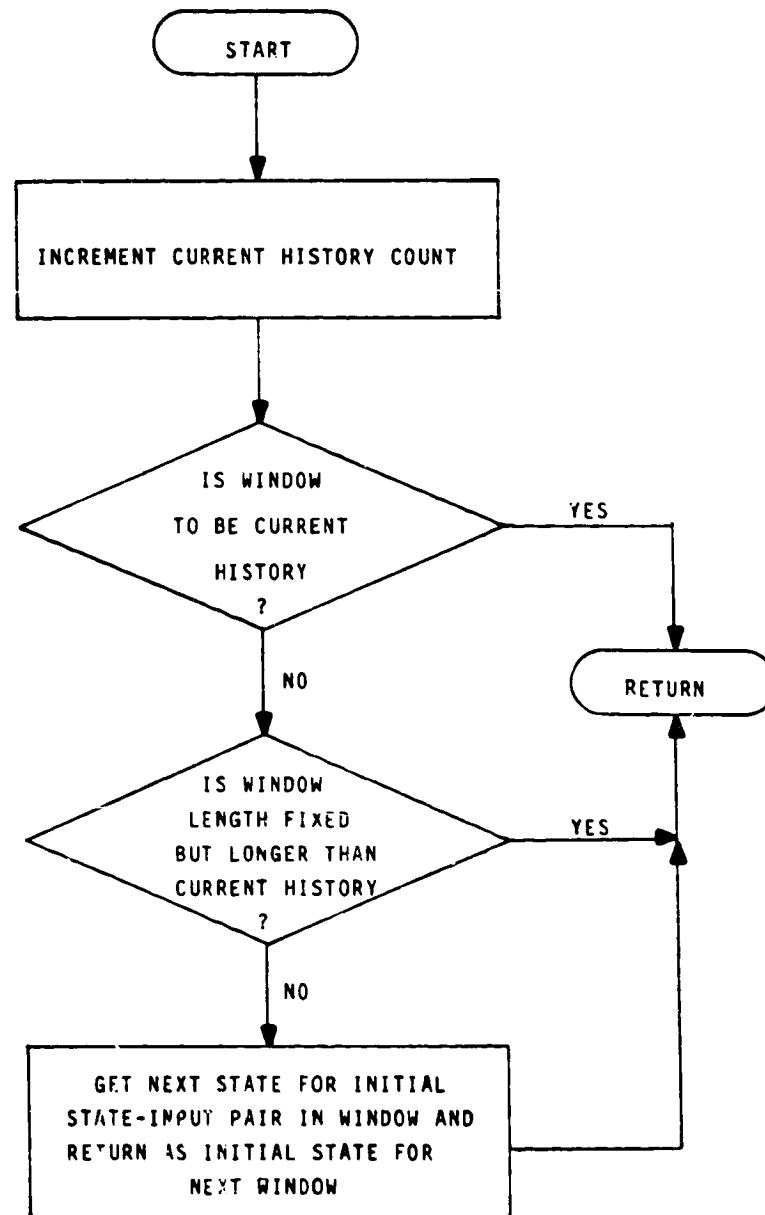 START
INCREMENT CURRENT HISTORY COUNT
IS WINDOW
TO BE CURRENT
HISTORY
?
YES
NO
RETURN
IS WINDOW
LENGTH FIXED
BUT LONGER THAN
CURRENT HISTORY
?
YES
NO
GET NEXT STATE FOR INITIAL
STATE-INPUT PAIR IN WINDOW AND
RETURN AS INITIAL STATE FOR
NEXT WINDOW